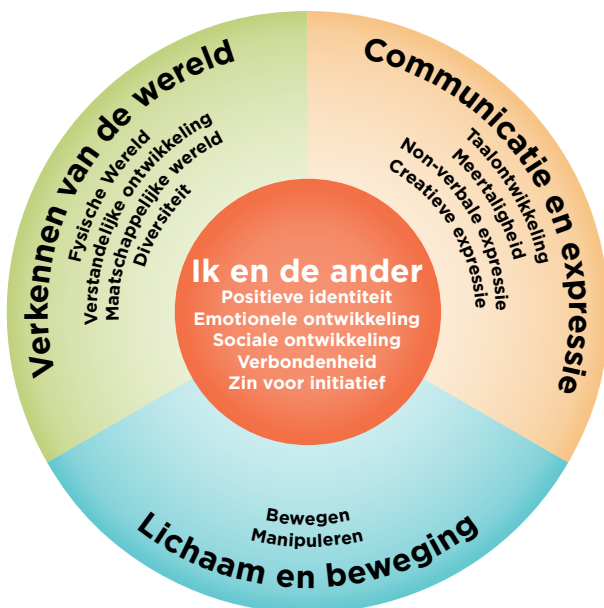 Verkennen van de wereld
Fysische Wereld
Verstandelijke ontwikkeling
Maatschappelijke wereld
Diversiteit
Communicatie en expressie
Taalontwikkeling
Meertaligheid
Non-verbale expressie
Creatieve expressie
Ik en de ander
Positieve identiteit
Emotionele ontwikkeling
Sociale ontwikkeling
Verbondenheid
Zin voor initiatief
Bewegen
Manipuleren
Lichaam en beweging